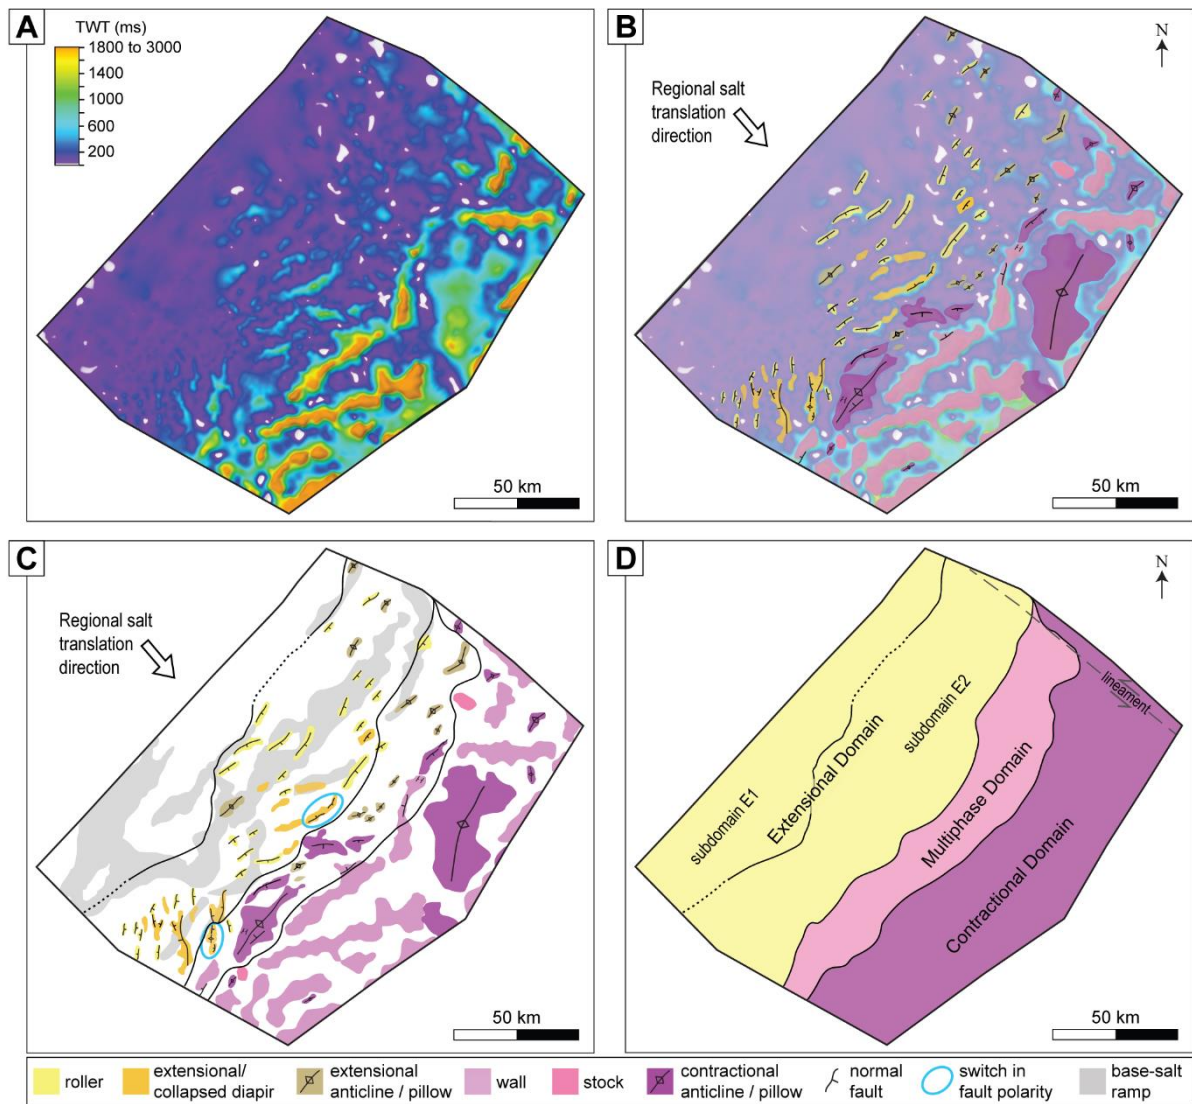 A
TWT (ms)
1800 to 3000
1400
1000
600
200
50 km
B
Regional salt
translation
direction
N
50 km
C
Regional salt
translation
direction
50 km
D
N
lineament
subdomain E2
Extensional Domain
subdomain E1
Multiphase Domain
Contractional Domain
50 km
roller
extensional/
collapsed diapir
extensional
anticline / pillow
wall
stock
contractional
anticline / pillow
normal
fault
switch in
fault polarity
base-salt
ramp